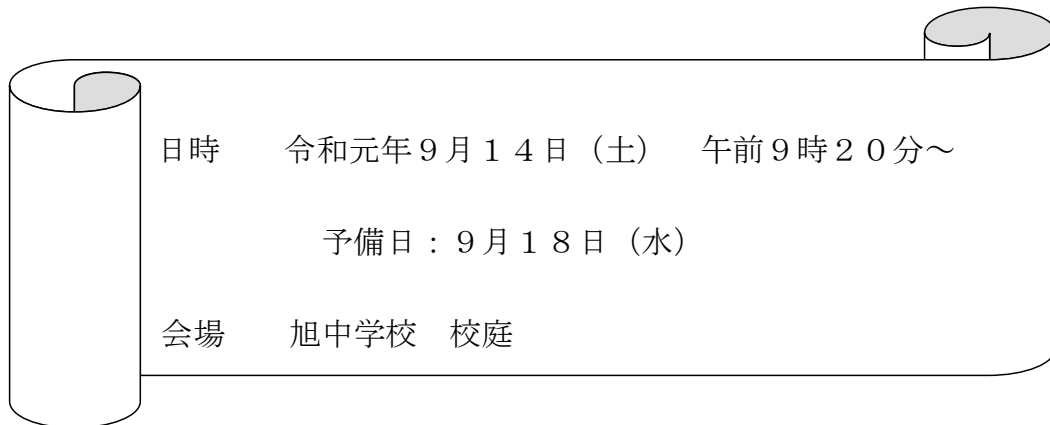 日時　　令和元年９月１４日（土）　午前９時２０分～
予備日：９月１８日（水）
会場　　旭中学校　校庭